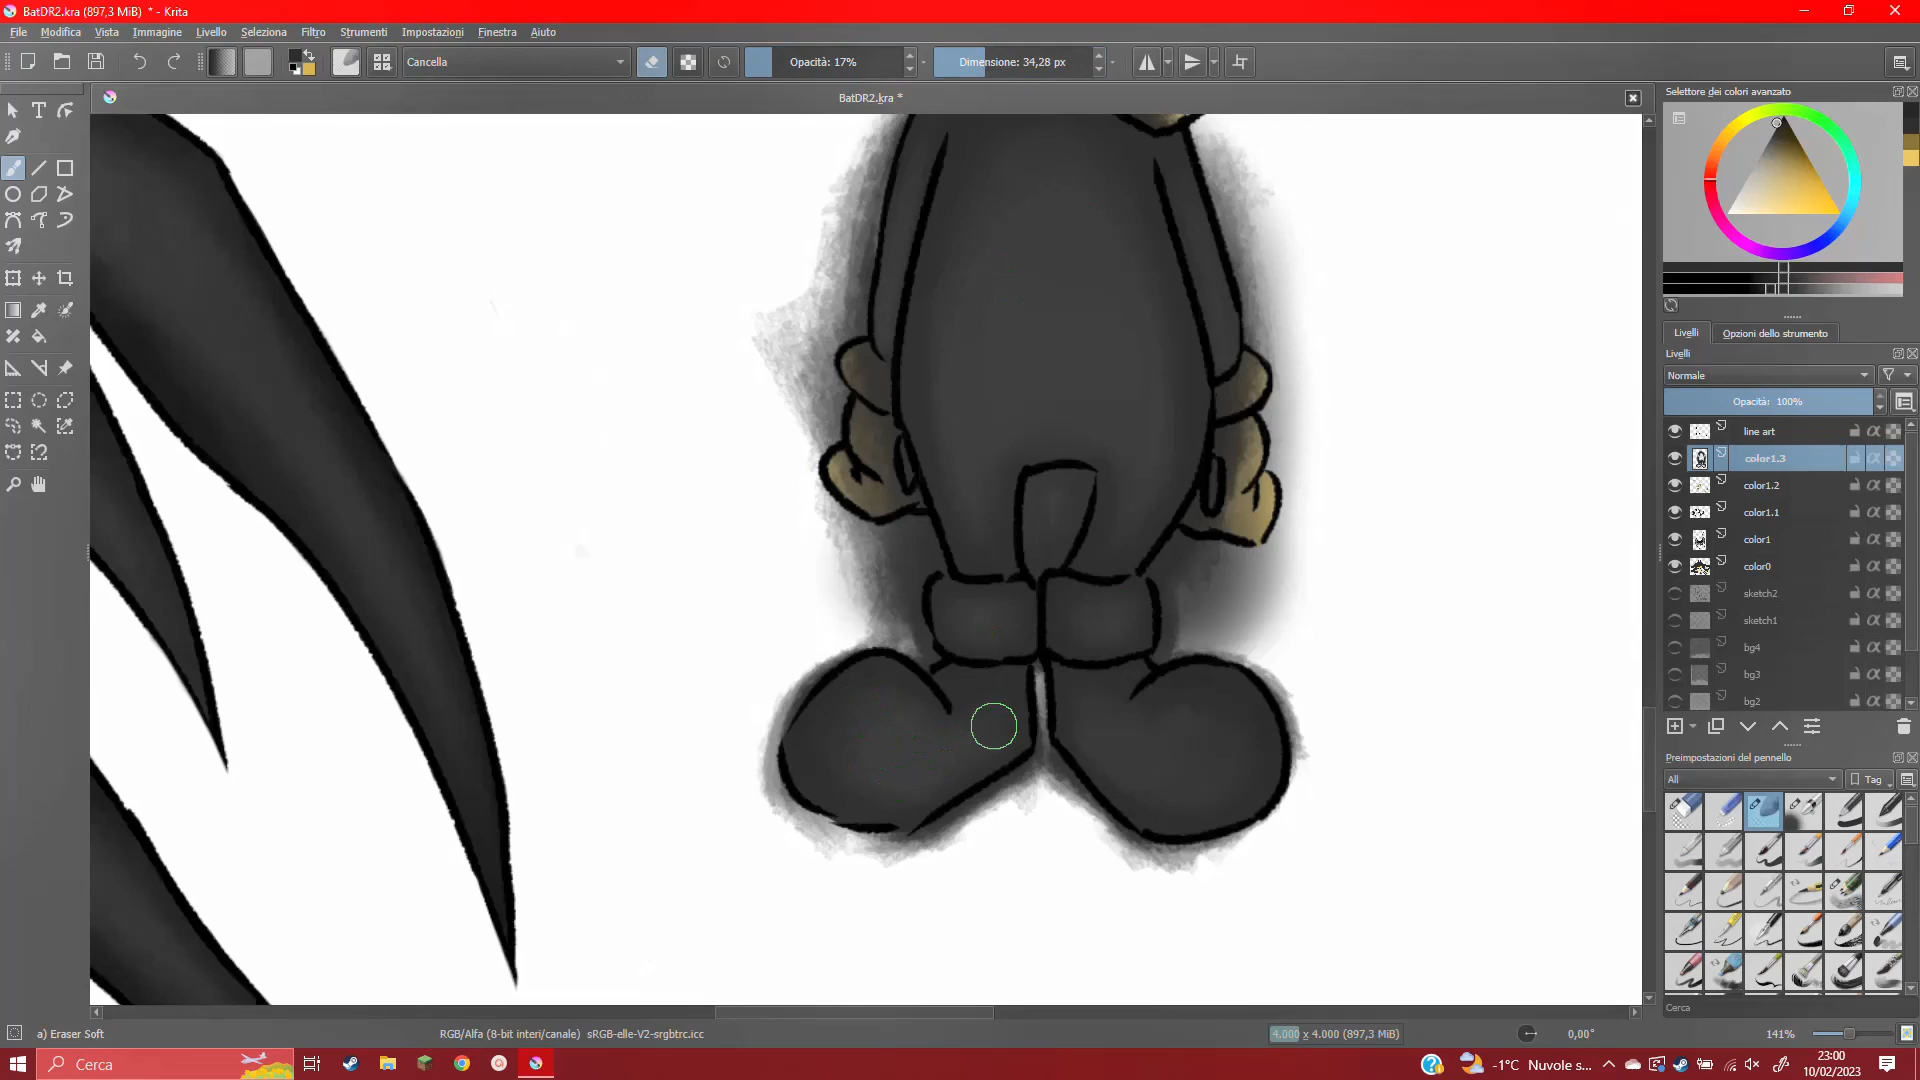 BatDR2.kra (897,3 MiB) * - Krita
File Modifica Vista Immagine Livello Seleziona Filtro Strumenti Impostazioni Finestra Aiuto
Cancella Opacità: 17% Dimensione: 34,28 px
BatDR2.kra *
Selettore dei colori avanzato
Livelli Opzioni dello strumento
Livelli
Normale
Opacità: 100%
line art
color1.3
color1.2
color1.1
color1
color0
sketch2
sketch1
bg4
bg3
bg2
Preimpostazioni del pennello
All Tag
Cerca
a) Eraser Soft RGB/Alfa (8-bit interi/canale) sRGB-elle-V2-srgbtrc.icc 4.000 x 4.000 (897,3 MiB) 0,00° 141%
Cerca -1°C Nuvole s... 23:00
10/02/2023